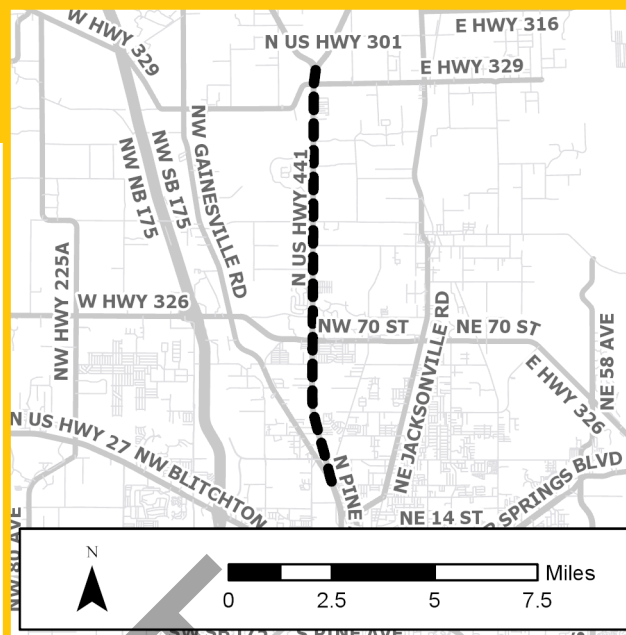 W HWY 329
N US HWY 301
E HWY 316
E HWY 329
NW NB I75
NW SB I75
NW GAINESVILLE RD
N US HWY 441
NW HWY 225A
W HWY 326
NW 70 ST
NE 70 ST
NE JACKSONVILLE RD
NE 58 AVE
E HWY 326
N US HWY 27 NW BLITCHTON
N PINE
NE 14 ST
SPRINGS BLVD
NW 80 AVE
N
Miles
0 2.5 5 7.5
S PINE AVE